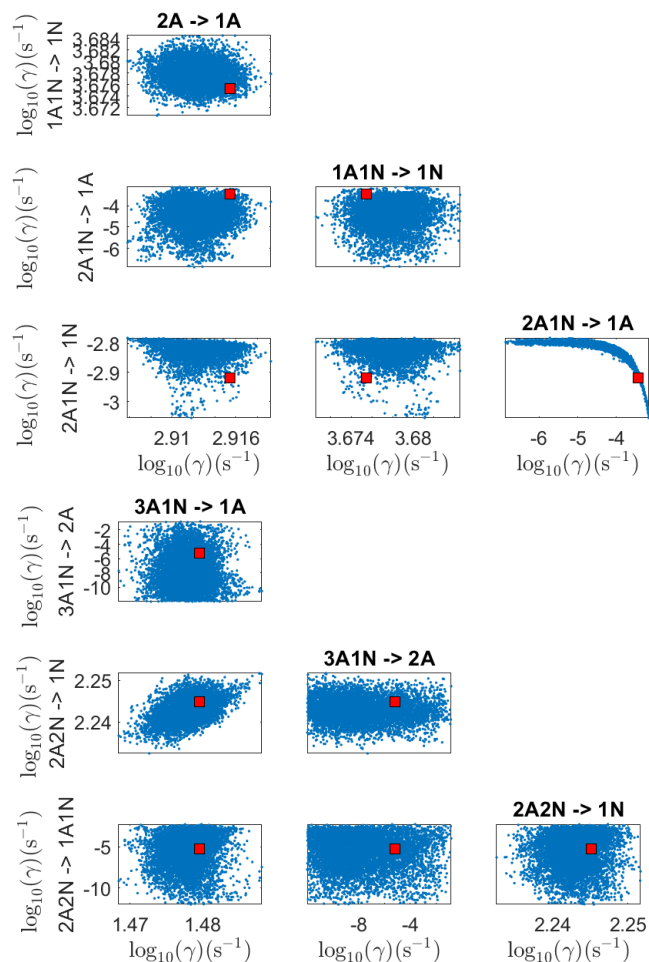 2A -> 1A
log10(γ)(s−1)
1A1N -> 1N
3.684
3.682
3.68
3.678
3.676
3.674
3.672
1A1N -> 1N
log10(γ)(s−1)
2A1N -> 1A
-4
-5
-6
2A1N -> 1A
log10(γ)(s−1)
2A1N -> 1N
-2.8
-2.9
-3
2.91 2.916
3.674 3.68
-6 -5 -4
log10(γ)(s−1) log10(γ)(s−1) log10(γ)(s−1)
3A1N -> 1A
log10(γ)(s−1)
3A1N -> 2A
-2
-4
-6
-8
-10
3A1N -> 2A
log10(γ)(s−1)
2A2N -> 1N
2.25
2.24
2A2N -> 1N
log10(γ)(s−1)
2A2N -> 1A1N
-5
-10
1.47 1.48
-8 -4
2.24 2.25
log10(γ)(s−1) log10(γ)(s−1) log10(γ)(s−1)